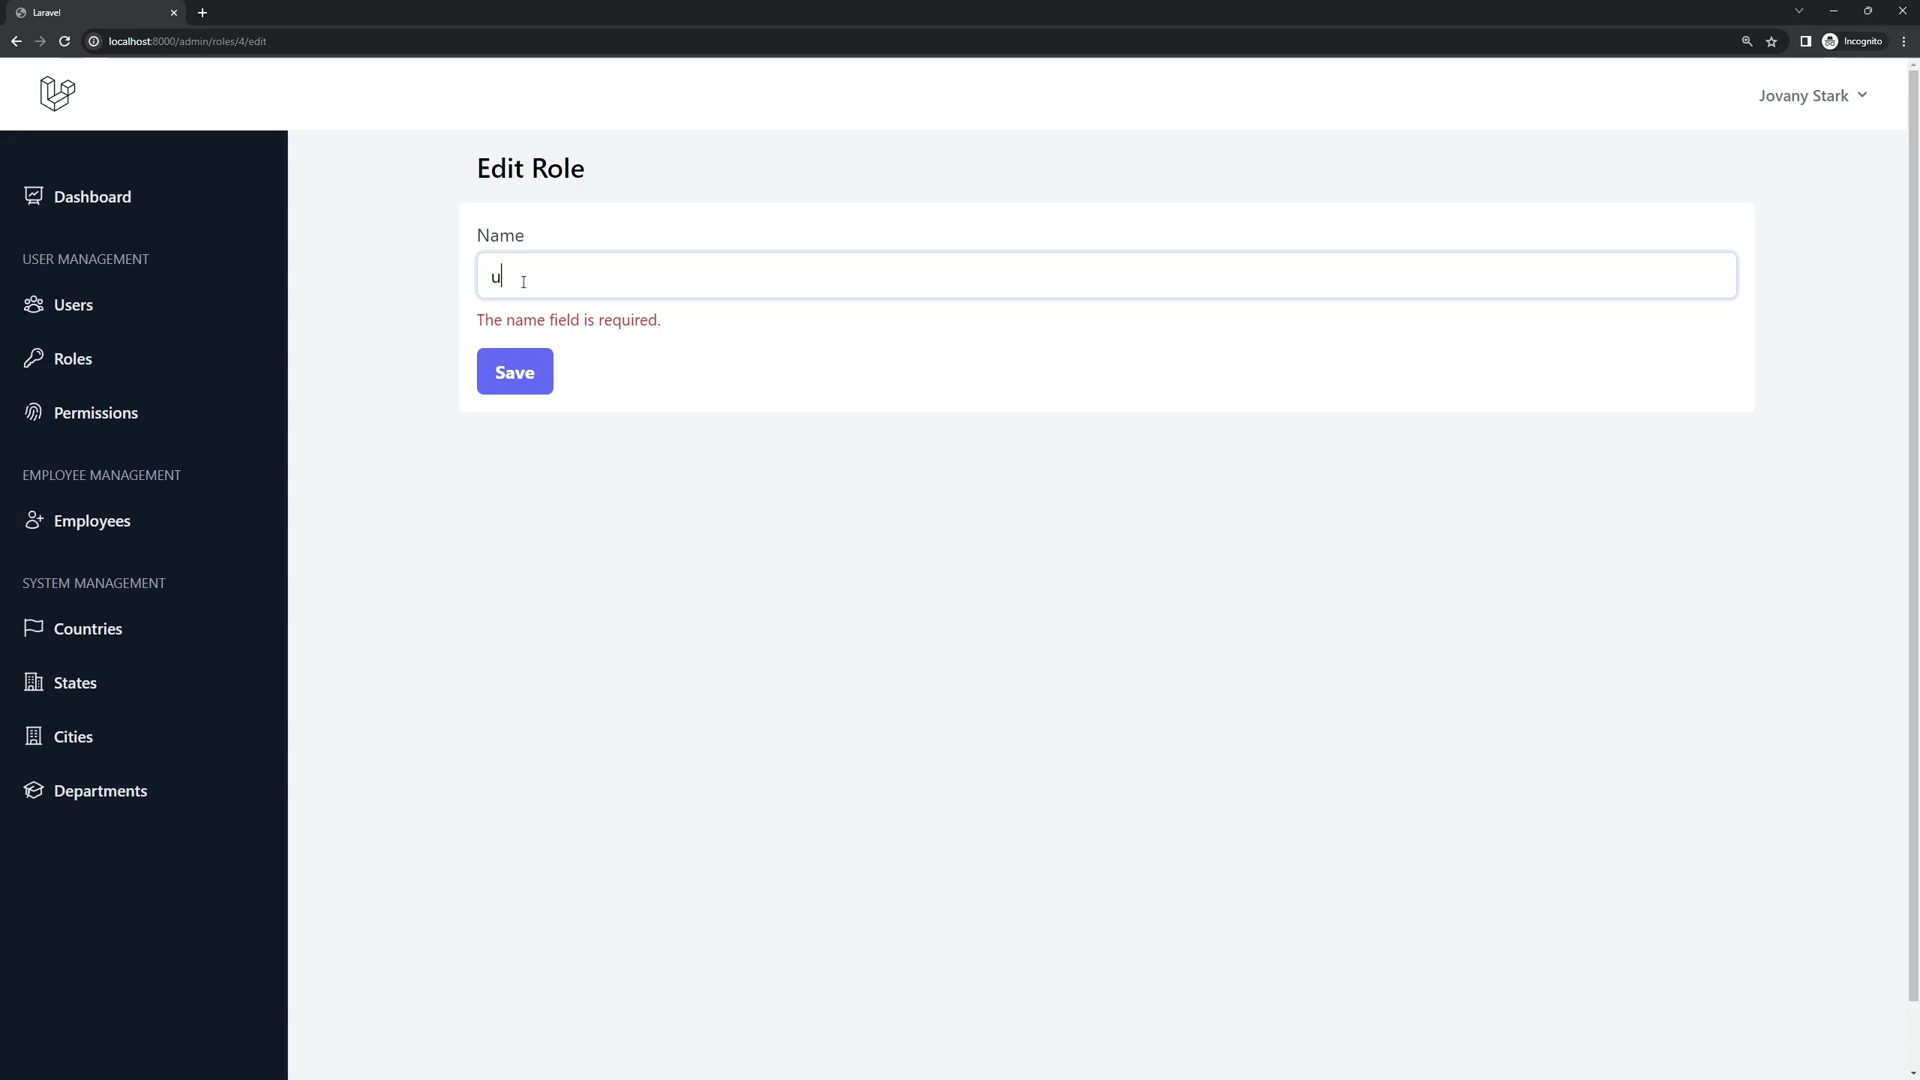 Laravel
localhost:8000/admin/roles/4/edit
Incognito
Jovany Stark
Edit Role
Dashboard
Name
USER MANAGEMENT
u
Users
The name field is required.
Roles
Save
Permissions
EMPLOYEE MANAGEMENT
Employees
SYSTEM MANAGEMENT
Countries
States
Cities
Departments